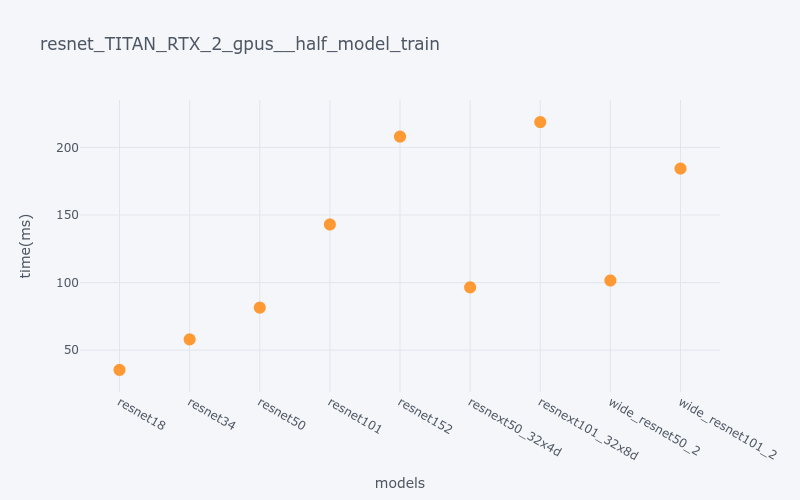 resnet_TITAN_RTX_2_gpus__half_model_train
time(ms)
200
150
100
50
resnet18
resnet34
resnet50
resnet101
resnet152
resnext50_32x4d
resnext101_32x8d
wide_resnet50_2
wide_resnet101_2
models